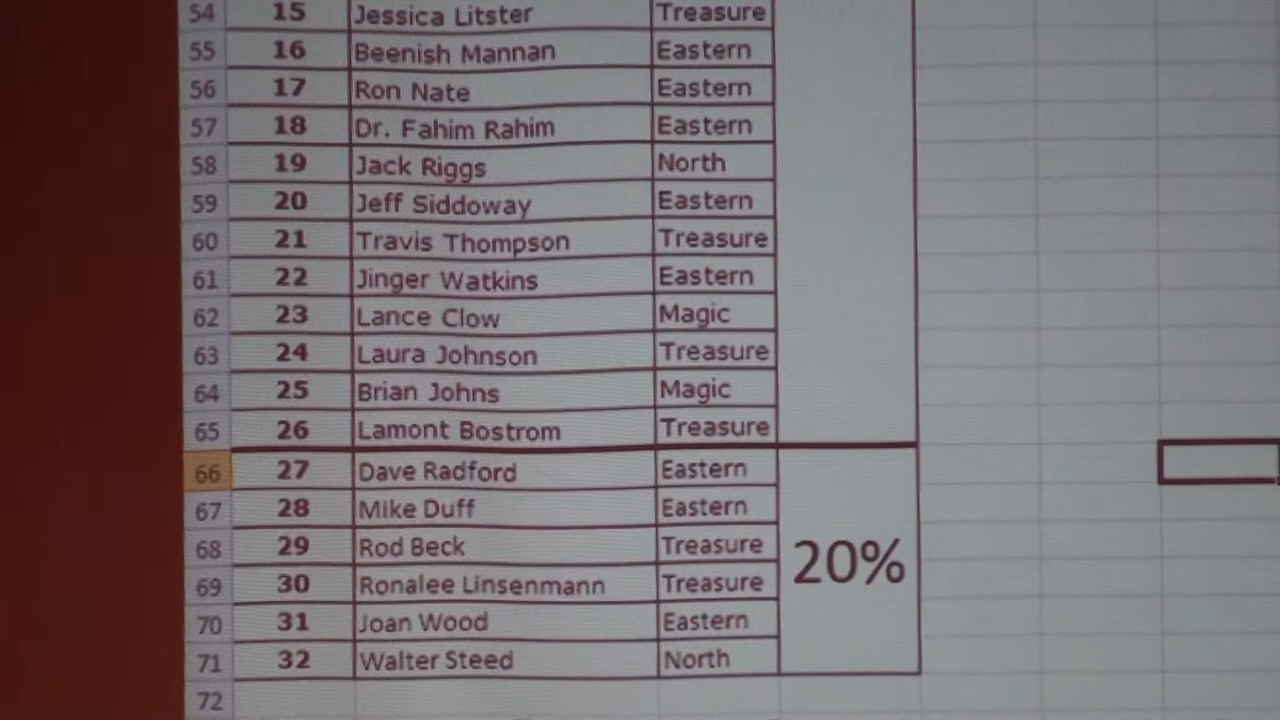 54 15 Jessica Litster Treasure
55 16 Beenish Mannan Eastern
56 17 Ron Nate Eastern
57 18 Dr. Fahim Rahim Eastern
58 19 Jack Riggs North
59 20 Jeff Siddoway Eastern
60 21 Travis Thompson Treasure
61 22 Jinger Watkins Eastern
62 23 Lance Clow Magic
63 24 Laura Johnson Treasure
64 25 Brian Johns Magic
65 26 Lamont Bostrom Treasure
66 27 Dave Radford Eastern
67 28 Mike Duff Eastern
68 29 Rod Beck Treasure
20%
69 30 Ronalee Linsenmann Treasure
70 31 Joan Wood Eastern
71 32 Walter Steed North
72